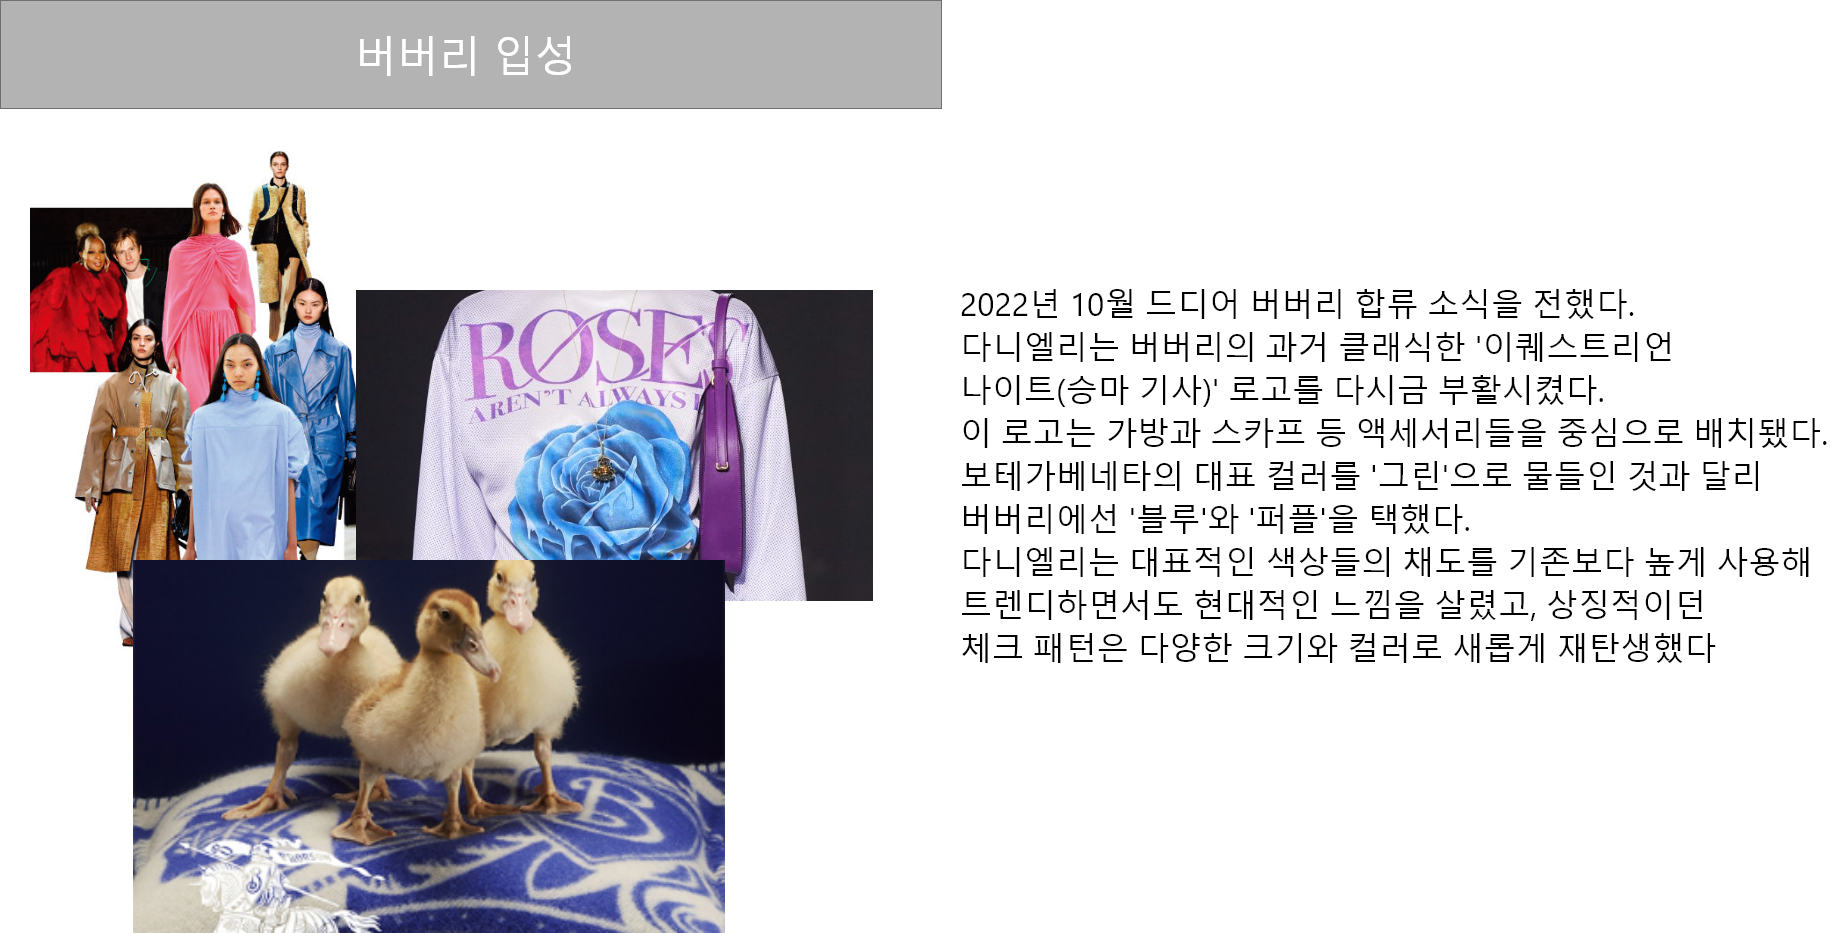 버버리 입성
ROSES
AREN'T ALWAYS
2022년 10월 드디어 버버리 합류 소식을 전했다.
다니엘리는 버버리의 과거 클래식한 '이퀘스트리언
나이트(승마 기사)' 로고를 다시금 부활시켰다.
이 로고는 가방과 스카프 등 액세서리들을 중심으로 배치됐다.
보테가베네타의 대표 컬러를 '그린'으로 물들인 것과 달리
버버리에선 '블루'와 '퍼플'을 택했다.
다니엘리는 대표적인 색상들의 채도를 기존보다 높게 사용해
트렌디하면서도 현대적인 느낌을 살렸고, 상징적이던
체크 패턴은 다양한 크기와 컬러로 새롭게 재탄생했다
B